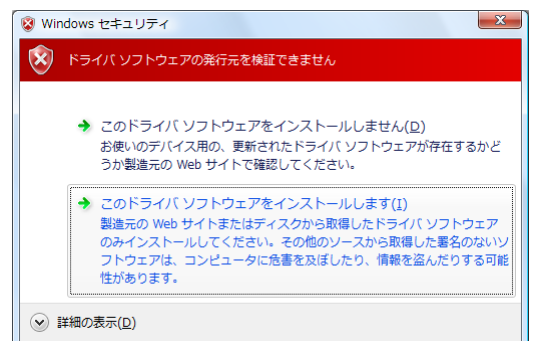 Windows セキュリティ
ドライバ ソフトウェアの発行元を検証できません
このドライバ ソフトウェアをインストールしません(D)
お使いのデバイス用の、更新されたドライバ ソフトウェアが存在するかど
うか製造元の Web サイトで確認してください。
このドライバ ソフトウェアをインストールします(I)
製造元の Web サイトまたはディスクから取得したドライバ ソフトウェア
のみインストールしてください。その他のソースから取得した署名のないソ
フトウェアは、コンピュータに危害を及ぼしたり、情報を盗んだりする可能
性があります。
詳細の表示(D)